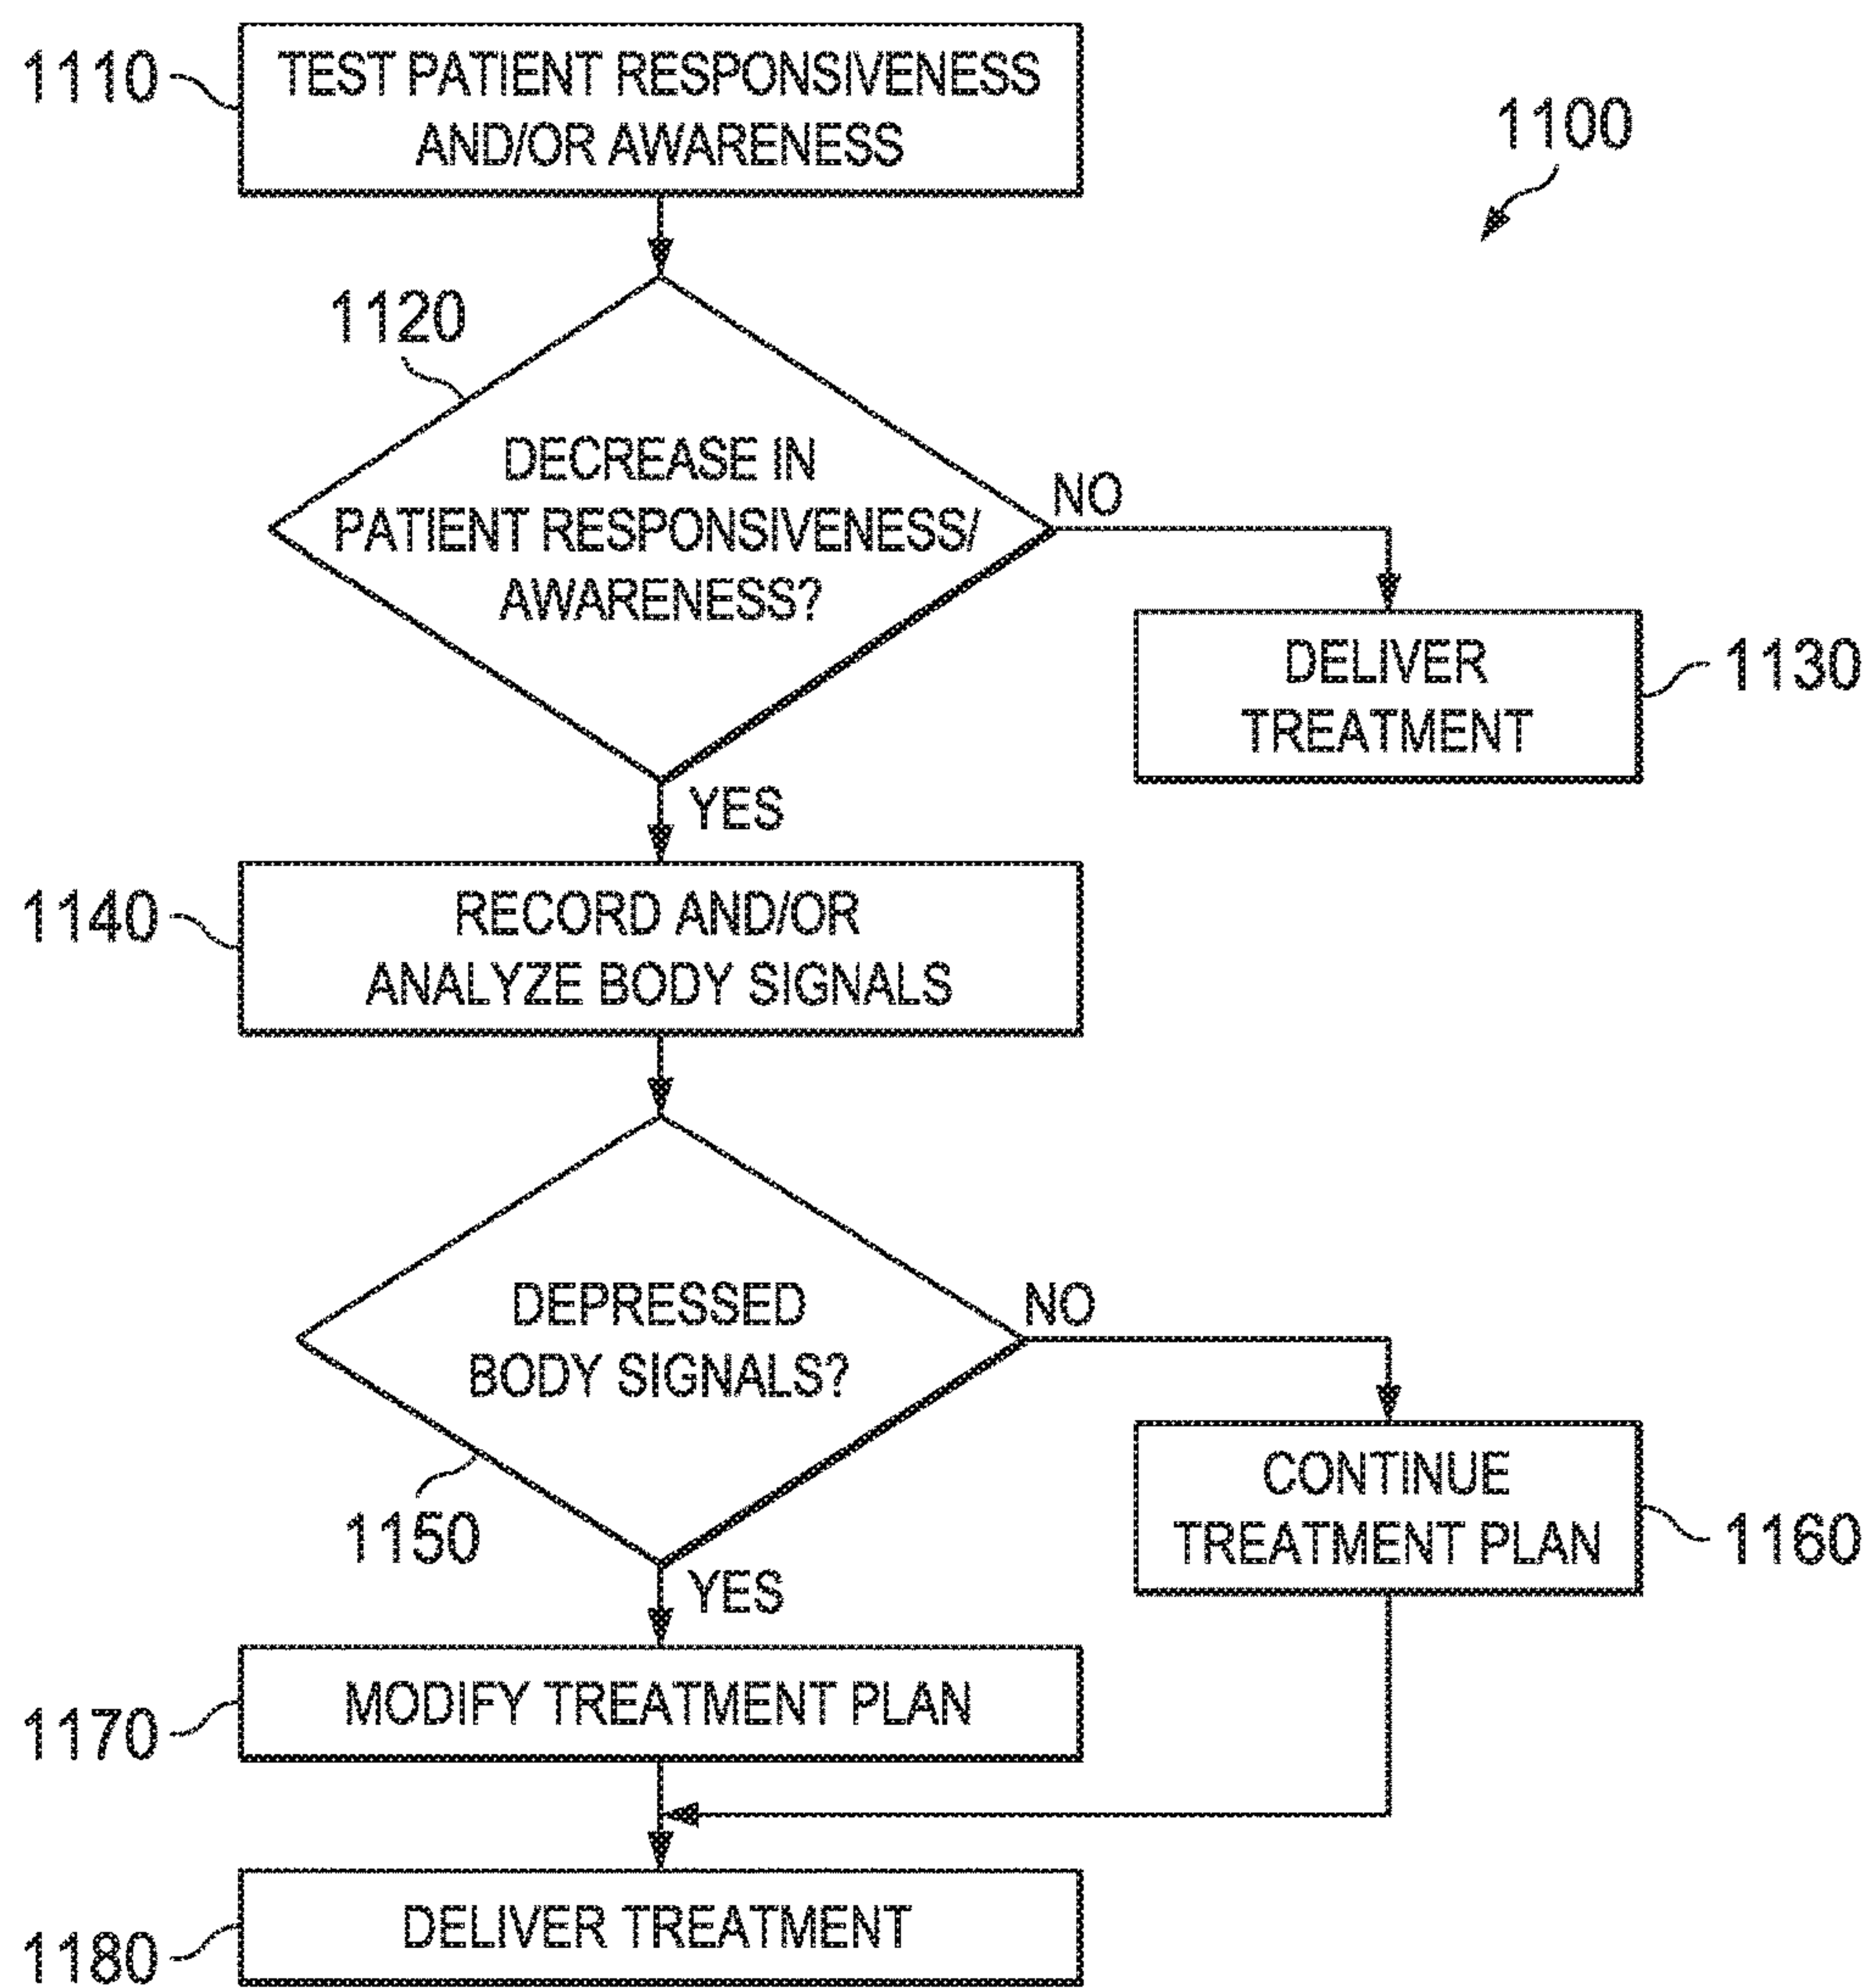 1110
TEST PATIENT RESPONSIVENESS
AND/OR AWARENESS
1100
1120
DECREASE IN
PATIENT RESPONSIVENESS/
AWARENESS?
NO
DELIVER
TREATMENT
1130
YES
1140
RECORD AND/OR
ANALYZE BODY SIGNALS
DEPRESSED
BODY SIGNALS?
NO
1150
CONTINUE
TREATMENT PLAN
1160
YES
1170
MODIFY TREATMENT PLAN
1180
DELIVER TREATMENT